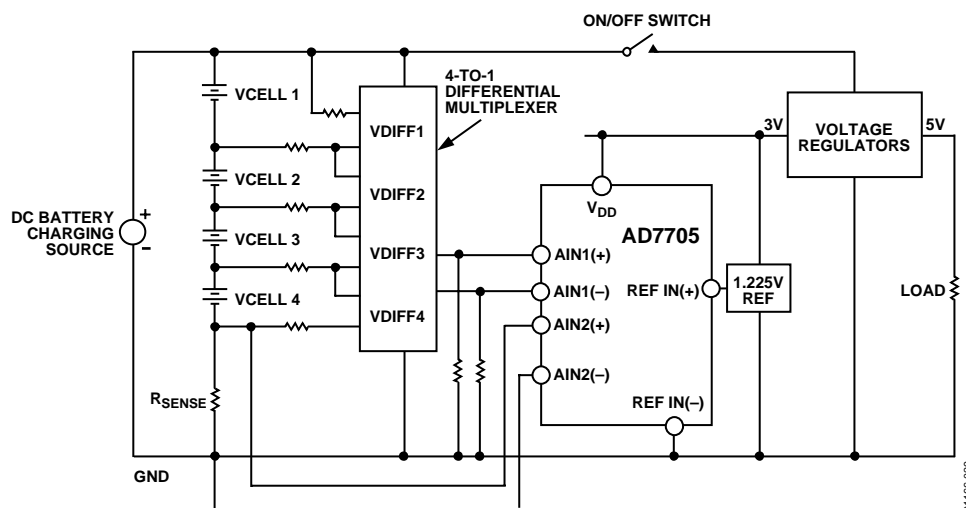 ON/OFF SWITCH
4-TO-1
DIFFERENTIAL
MULTIPLEXER
VCELL 1
VDIFF1
3V
VOLTAGE
REGULATORS
5V
VCELL 2
VDIFF2
V_DD
DC BATTERY
CHARGING
SOURCE
+
–
VCELL 3
VDIFF3
AD7705
AIN1(+)
VCELL 4
AIN1(–)
REF IN(+)
1.225V
REF
LOAD
VDIFF4
AIN2(+)
AIN2(–)
R_SENSE
REF IN(–)
GND